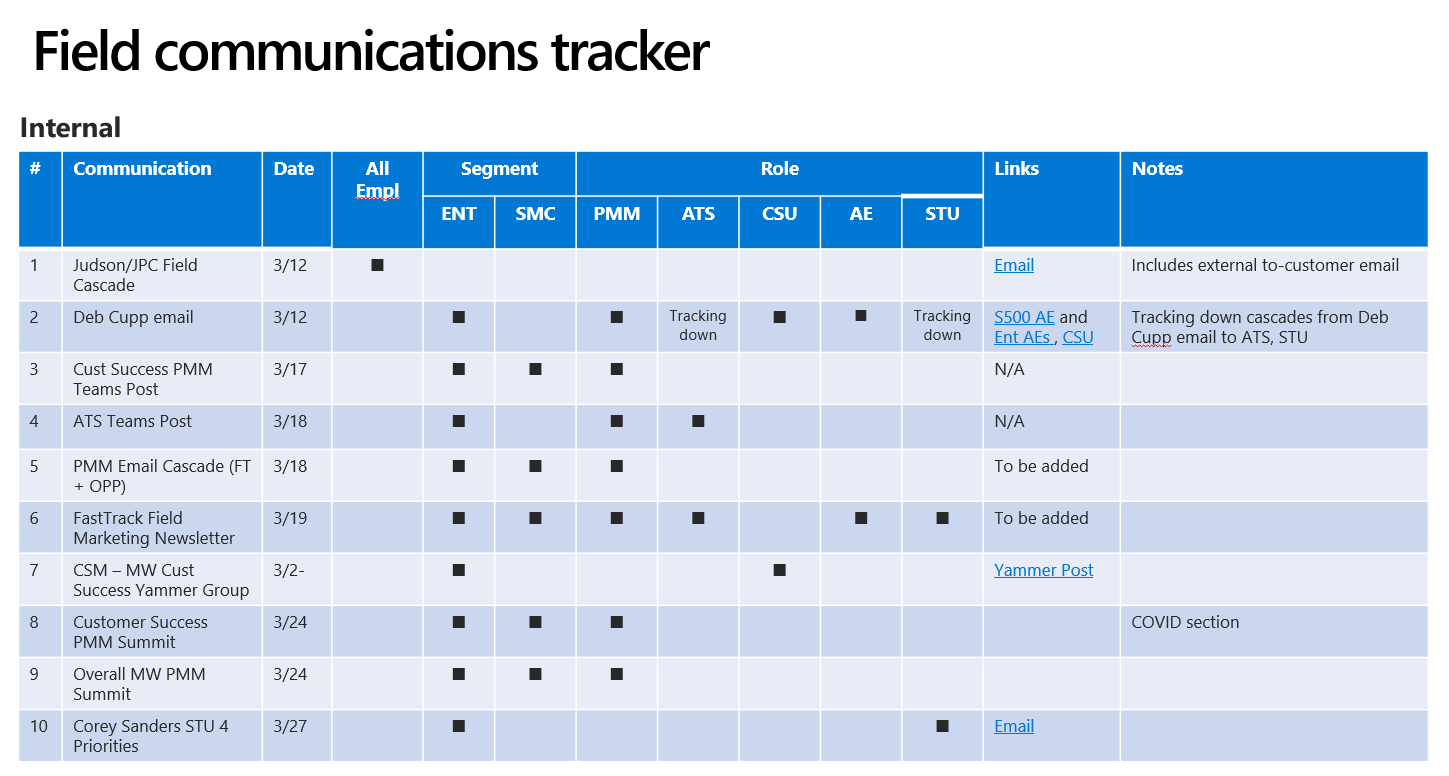 Field communications tracker
Internal
# Communication Date All Segment Role Links Notes
Empl
ENT SMC PMM ATS CSU AE STU
1 Judson/JPC Field 3/12 ■ Email Includes external to-customer email
Cascade
2 Deb Cupp email 3/12 ■ ■ Tracking ■ ■ Tracking S500 AE and Tracking down cascades from Deb
down down Ent AEs , CSU Cupp email to ATS, STU
3 Cust Success PMM 3/17 ■ ■ ■ N/A
Teams Post
4 ATS Teams Post 3/18 ■ ■ ■ N/A
5 PMM Email Cascade (FT 3/18 ■ ■ ■ To be added
+ OPP)
6 FastTrack Field 3/19 ■ ■ ■ ■ ■ ■ To be added
Marketing Newsletter
7 CSM – MW Cust 3/2- ■ ■ Yammer Post
Success Yammer Group
8 Customer Success 3/24 ■ ■ ■ COVID section
PMM Summit
9 Overall MW PMM 3/24 ■ ■ ■
Summit
10 Corey Sanders STU 4 3/27 ■ ■ Email
Priorities